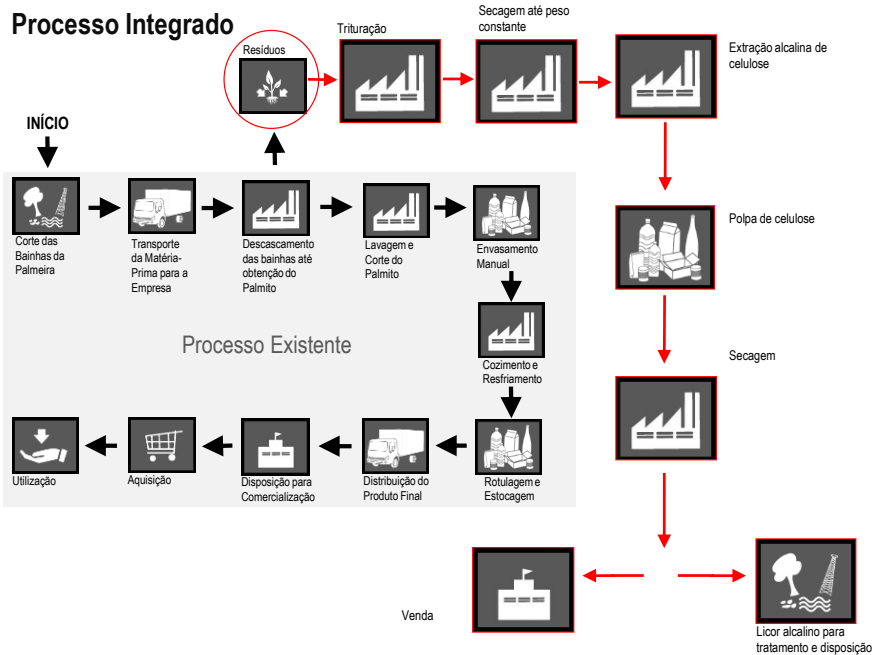 Processo Integrado
Resíduos
Trituração
Secagem até peso
constante
Extração alcalina de
celulose
INÍCIO
Corte das
Bainhas da
Palmeira
Transporte
da Matéria-
Prima para a
Empresa
Descascamento
das bainhas até
obtenção do
Palmito
Lavagem e
Corte do
Palmito
Envasamento
Manual
Polpa de celulose
Processo Existente
Cozimento e
Resfriamento
Secagem
Utilização
Aquisição
Disposição para
Comercialização
Distribuição do
Produto Final
Rotulagem e
Estocagem
Venda
Licor alcalino para
tratamento e disposição